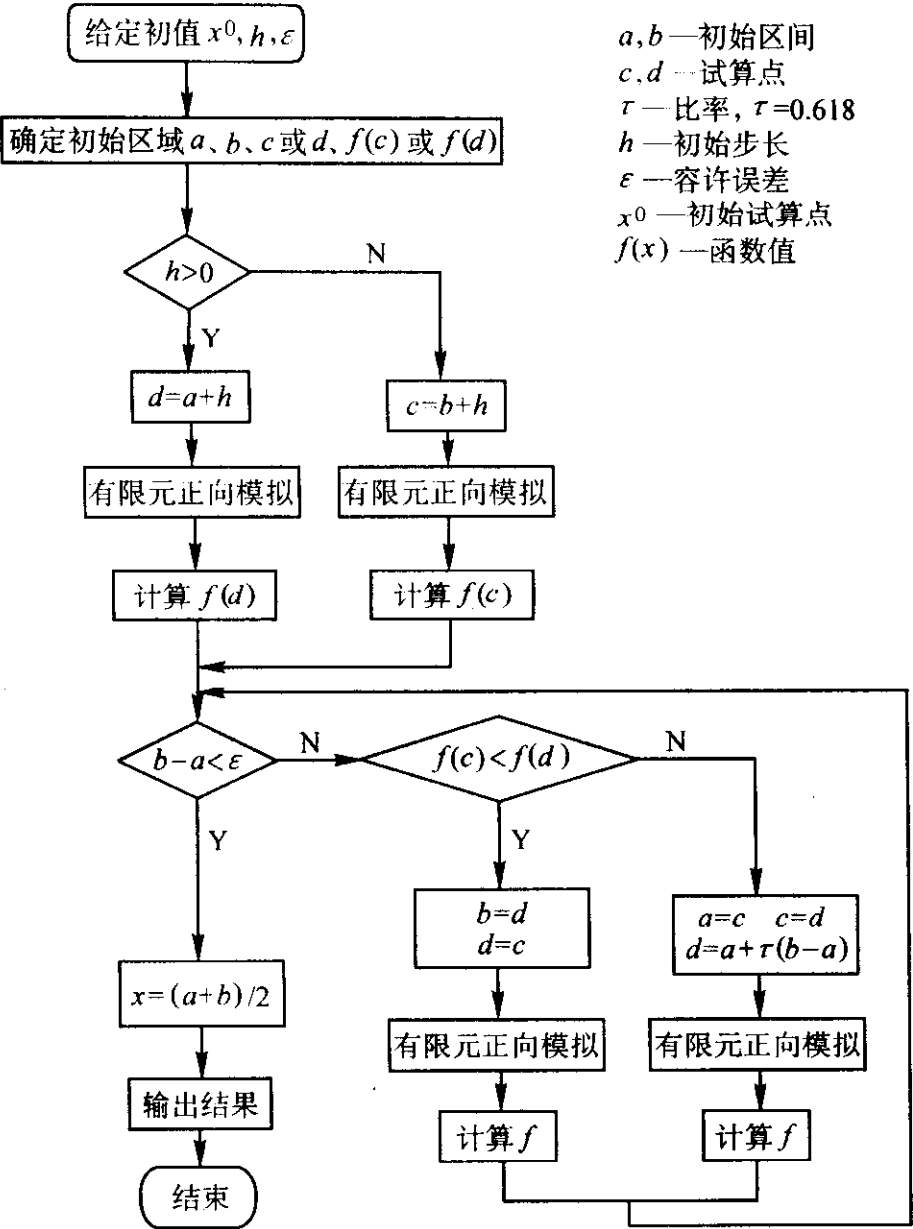 给定初值 x⁰, h, ε
a, b —初始区间
c, d —试算点
τ —比率, τ=0.618
h —初始步长
ε —容许误差
x⁰ —初始试算点
f(x) —函数值
确定初始区域 a、b、c或d、f(c)或f(d)
h>0
N
Y
d=a+h
c=b+h
有限元正向模拟
有限元正向模拟
计算 f(d)
计算 f(c)
b−a<ε
N
f(c)<f(d)
N
Y
Y
b=d
d=c
a=c c=d
d=a+τ(b−a)
x=(a+b)/2
有限元正向模拟
有限元正向模拟
输出结果
计算 f
计算 f
结束